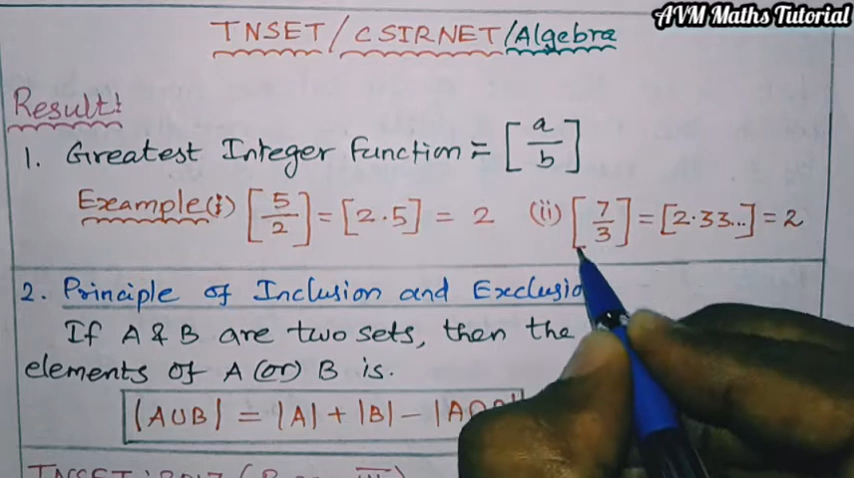 AVM Maths Tutorial
TNSET/CSIRNET/Algebra
Result:
1. Greatest Integer Function = [a/b]
Example (i) [5/2] = [2.5] = 2 (ii) [7/3] = [2.33...] = 2
2. Principle of Inclusion and
If A & B are two sets, then the
elements of A (or) B is.
|AUB| = |A| + |B| -